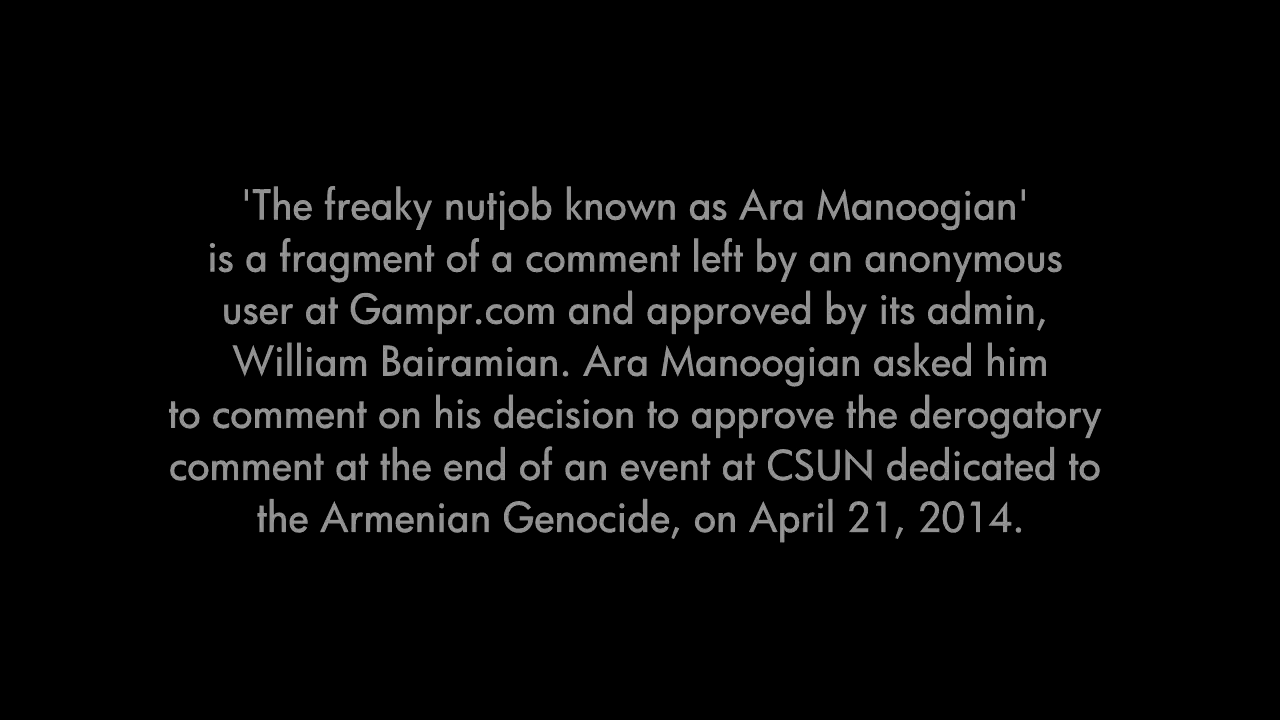 'The freaky nutjob known as Ara Manoogian'
is a fragment of a comment left by an anonymous
user at Gampr.com and approved by its admin,
William Bairamian. Ara Manoogian asked him
to comment on his decision to approve the derogatory
comment at the end of an event at CSUN dedicated to
the Armenian Genocide, on April 21, 2014.